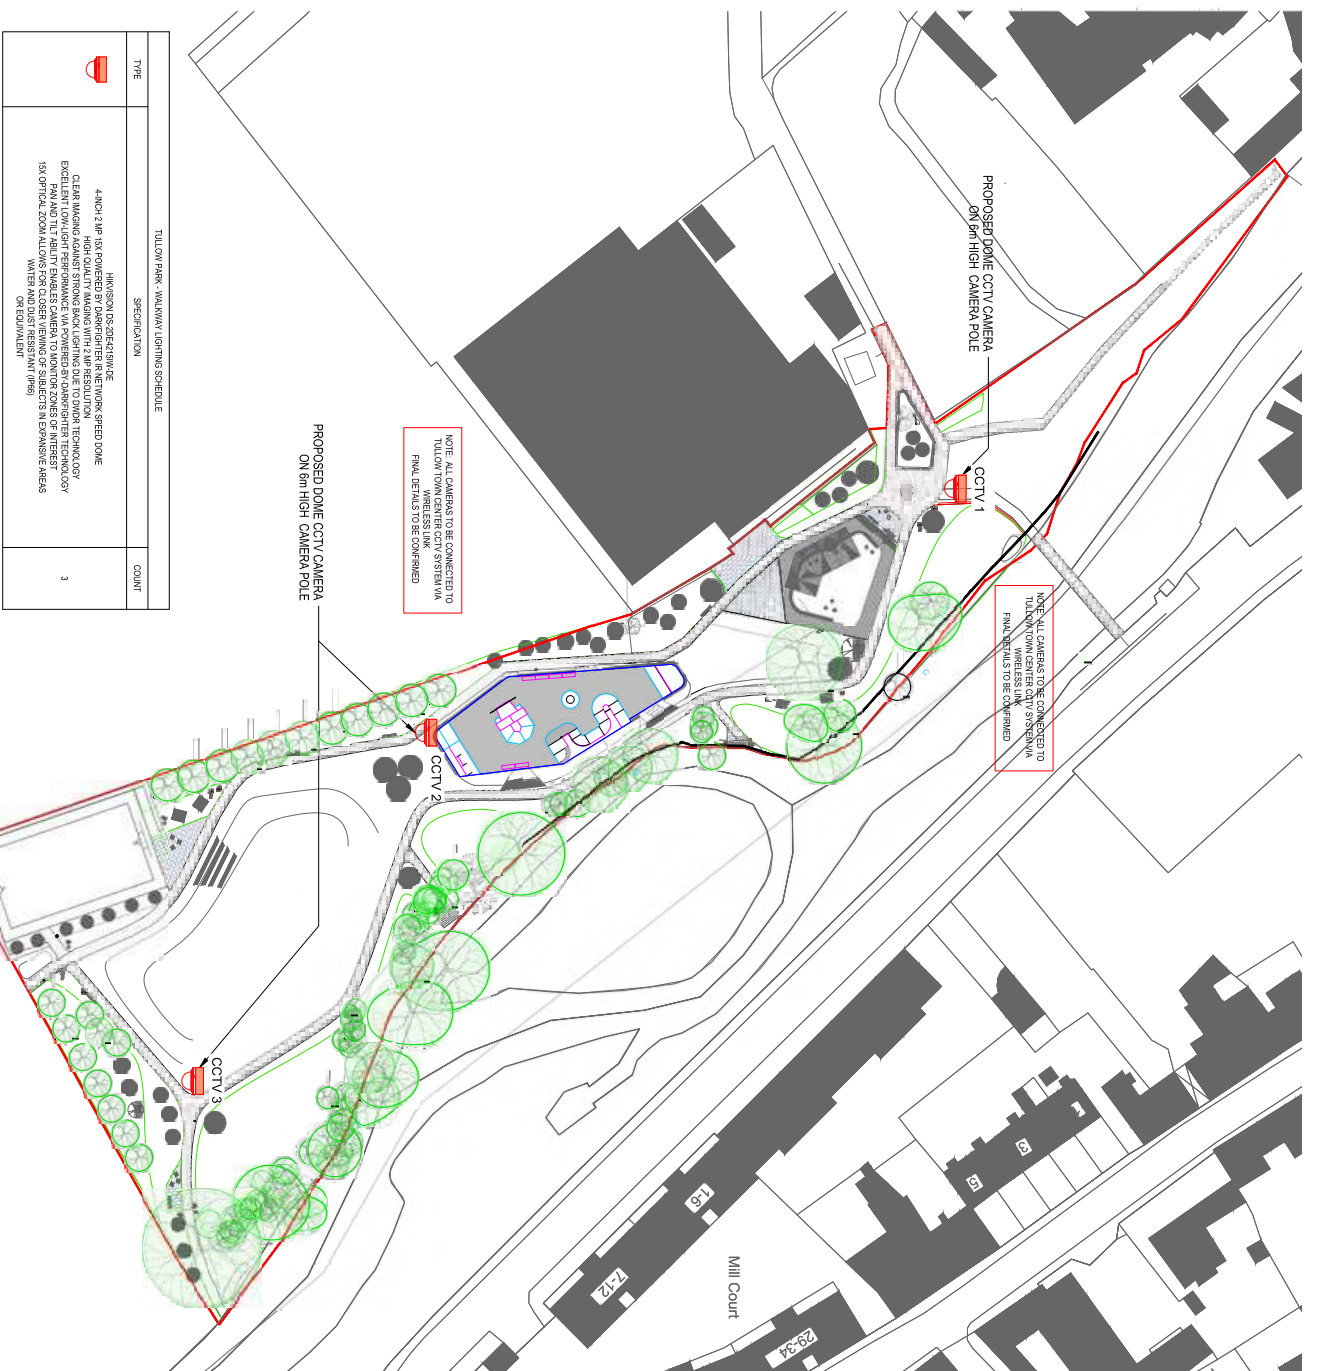 TULLOW PARK - WALKWAY LIGHTING SCHEDULE
TYPE
SPECIFICATION
COUNT
HIKVISION DS-2DE4215IW-DE
4-INCH 2 MP 15X POWERED BY DARKFIGHTER IR NETWORK SPEED DOME
HIGH QUALITY IMAGING WITH 2 MP RESOLUTION
CLEAR IMAGING AGAINST STRONG BACK LIGHTING DUE TO DWDR TECHNOLOGY
EXCELLENT LOW-LIGHT PERFORMANCE VIA POWERED-BY-DARKFIGHTER TECHNOLOGY
PAN AND TILT ABILITY ENABLES CAMERA TO MONITOR ZONES OF INTEREST
15X OPTICAL ZOOM ALLOWS FOR CLOSER VIEWING OF SUBJECTS IN EXPANSIVE AREAS
WATER AND DUST RESISTANT (IP66)
OR EQUIVALENT
3
PROPOSED DOME CCTV CAMERA
ON 6m HIGH CAMERA POLE
CCTV 1
NOTE: ALL CAMERAS TO BE CONNECTED TO
TULLOW TOWN CENTER CCTV SYSTEM VIA
WIRELESS LINK
FINAL DETAILS TO BE CONFIRMED
NOTE: ALL CAMERAS TO BE CONNECTED TO
TULLOW TOWN CENTER CCTV SYSTEM VIA
WIRELESS LINK
FINAL DETAILS TO BE CONFIRMED
PROPOSED DOME CCTV CAMERA
ON 6m HIGH CAMERA POLE
CCTV 2
CCTV 3
3
5
1-6
7-12
Mill Court
29-34